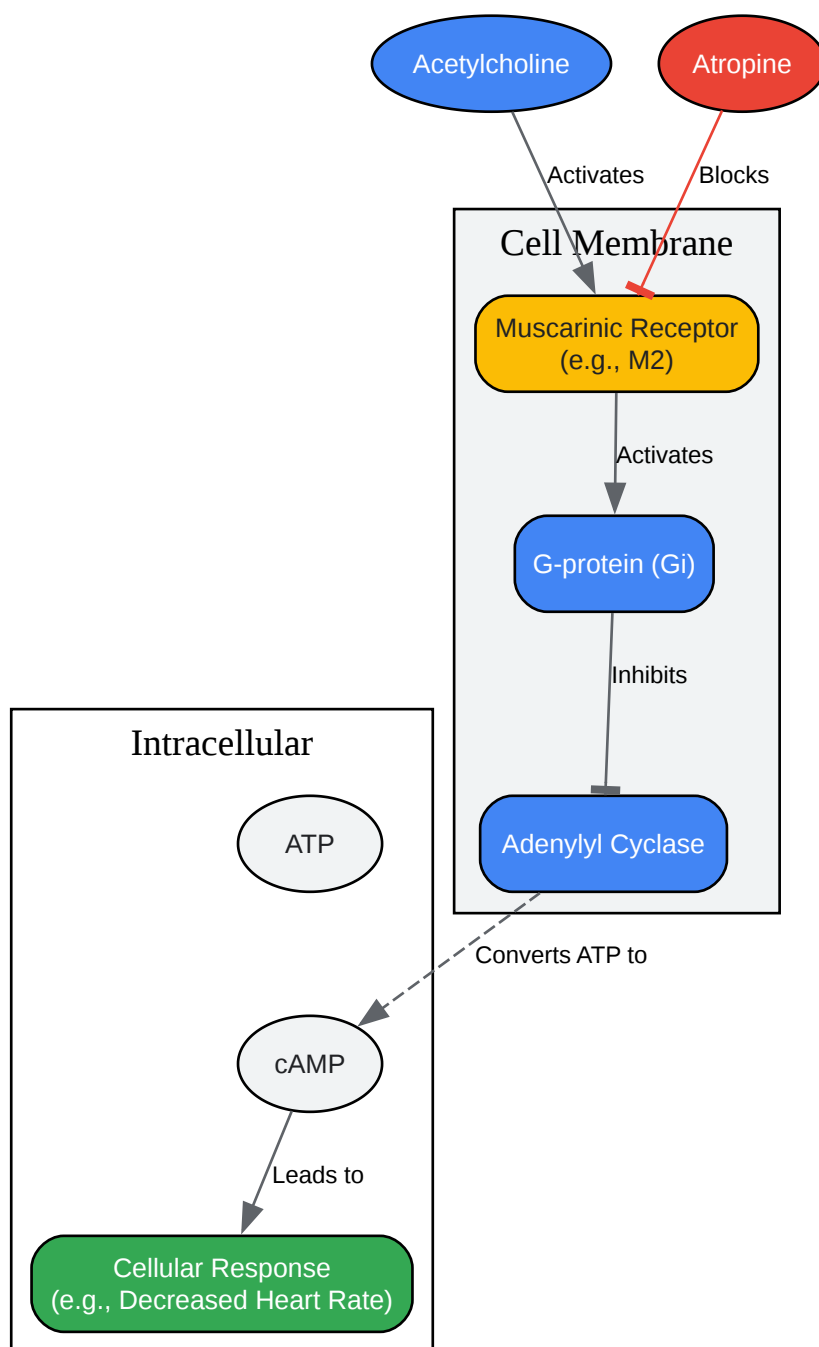 Acetylcholine
Atropine
Activates
Blocks
Cell Membrane
Muscarinic Receptor
(e.g., M2)
Activates
G-protein (Gi)
Inhibits
Intracellular
ATP
Adenylyl Cyclase
Converts ATP to
cAMP
Leads to
Cellular Response
(e.g., Decreased Heart Rate)